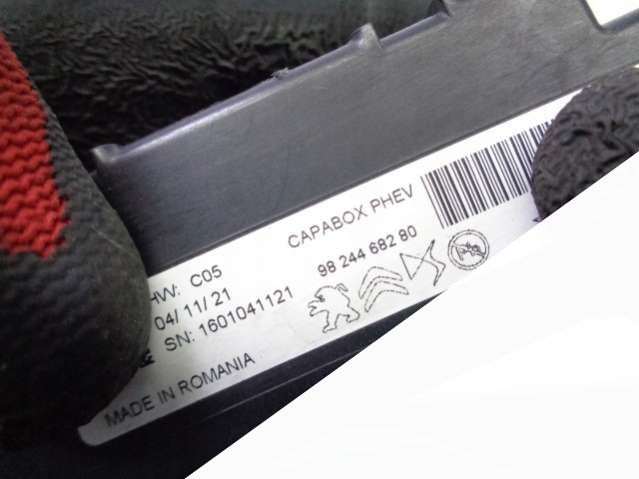 CAPABOX PHEV
98 244 682 80
HW: C05
04/11/21
SN: 1601041121
MADE IN ROMANIA